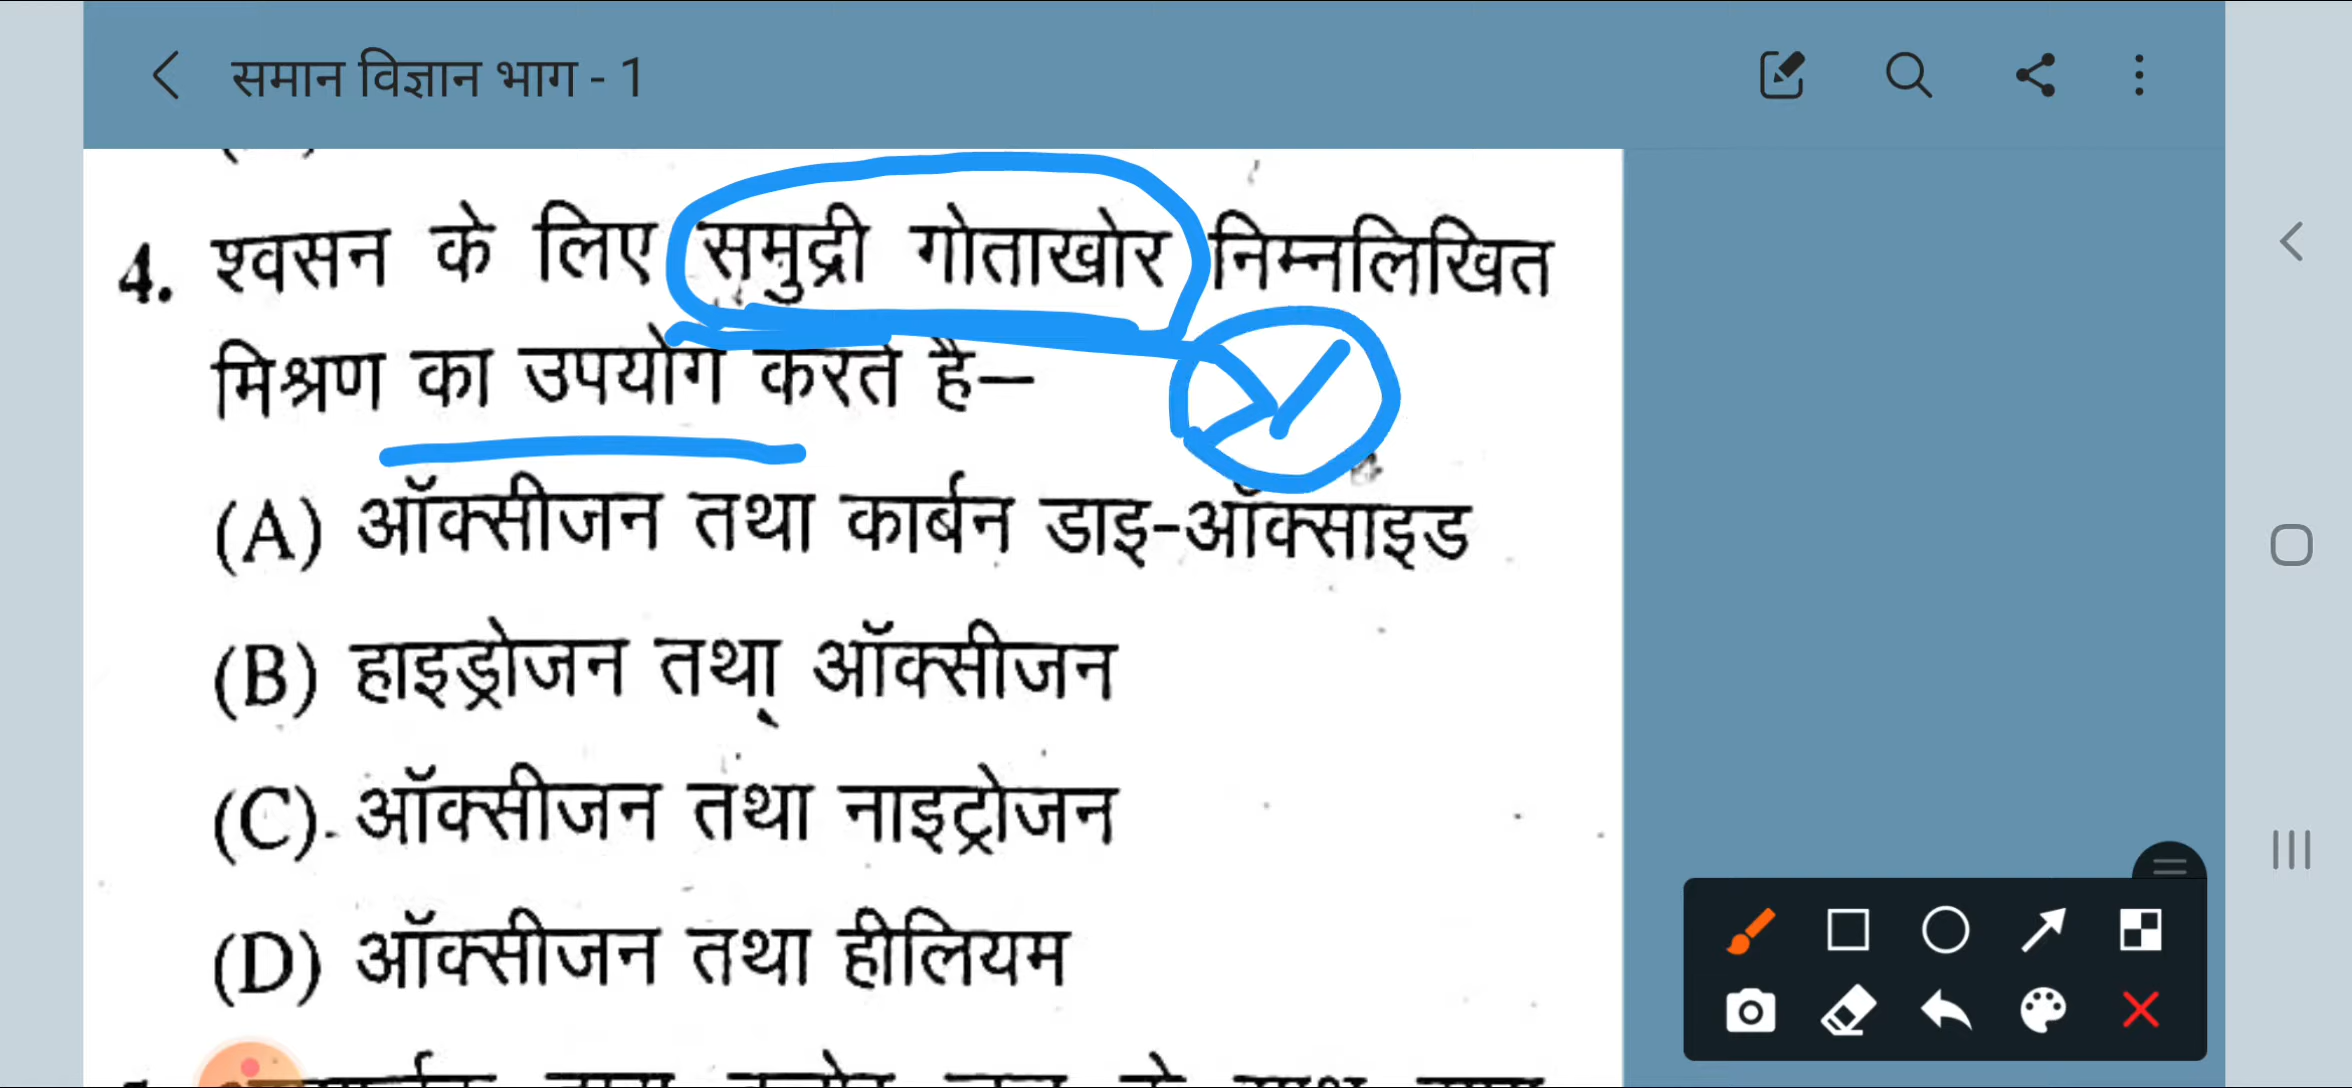 समान विज्ञान भाग - 1
4. श्वसन के लिए समुद्री गोताखोर निम्नलिखित
मिश्रण का उपयोग करते है—
(A) ऑक्सीजन तथा कार्बन डाइ-ऑक्साइड
(B) हाइड्रोजन तथा ऑक्सीजन
(C) ऑक्सीजन तथा नाइट्रोजन
(D) ऑक्सीजन तथा हीलियम